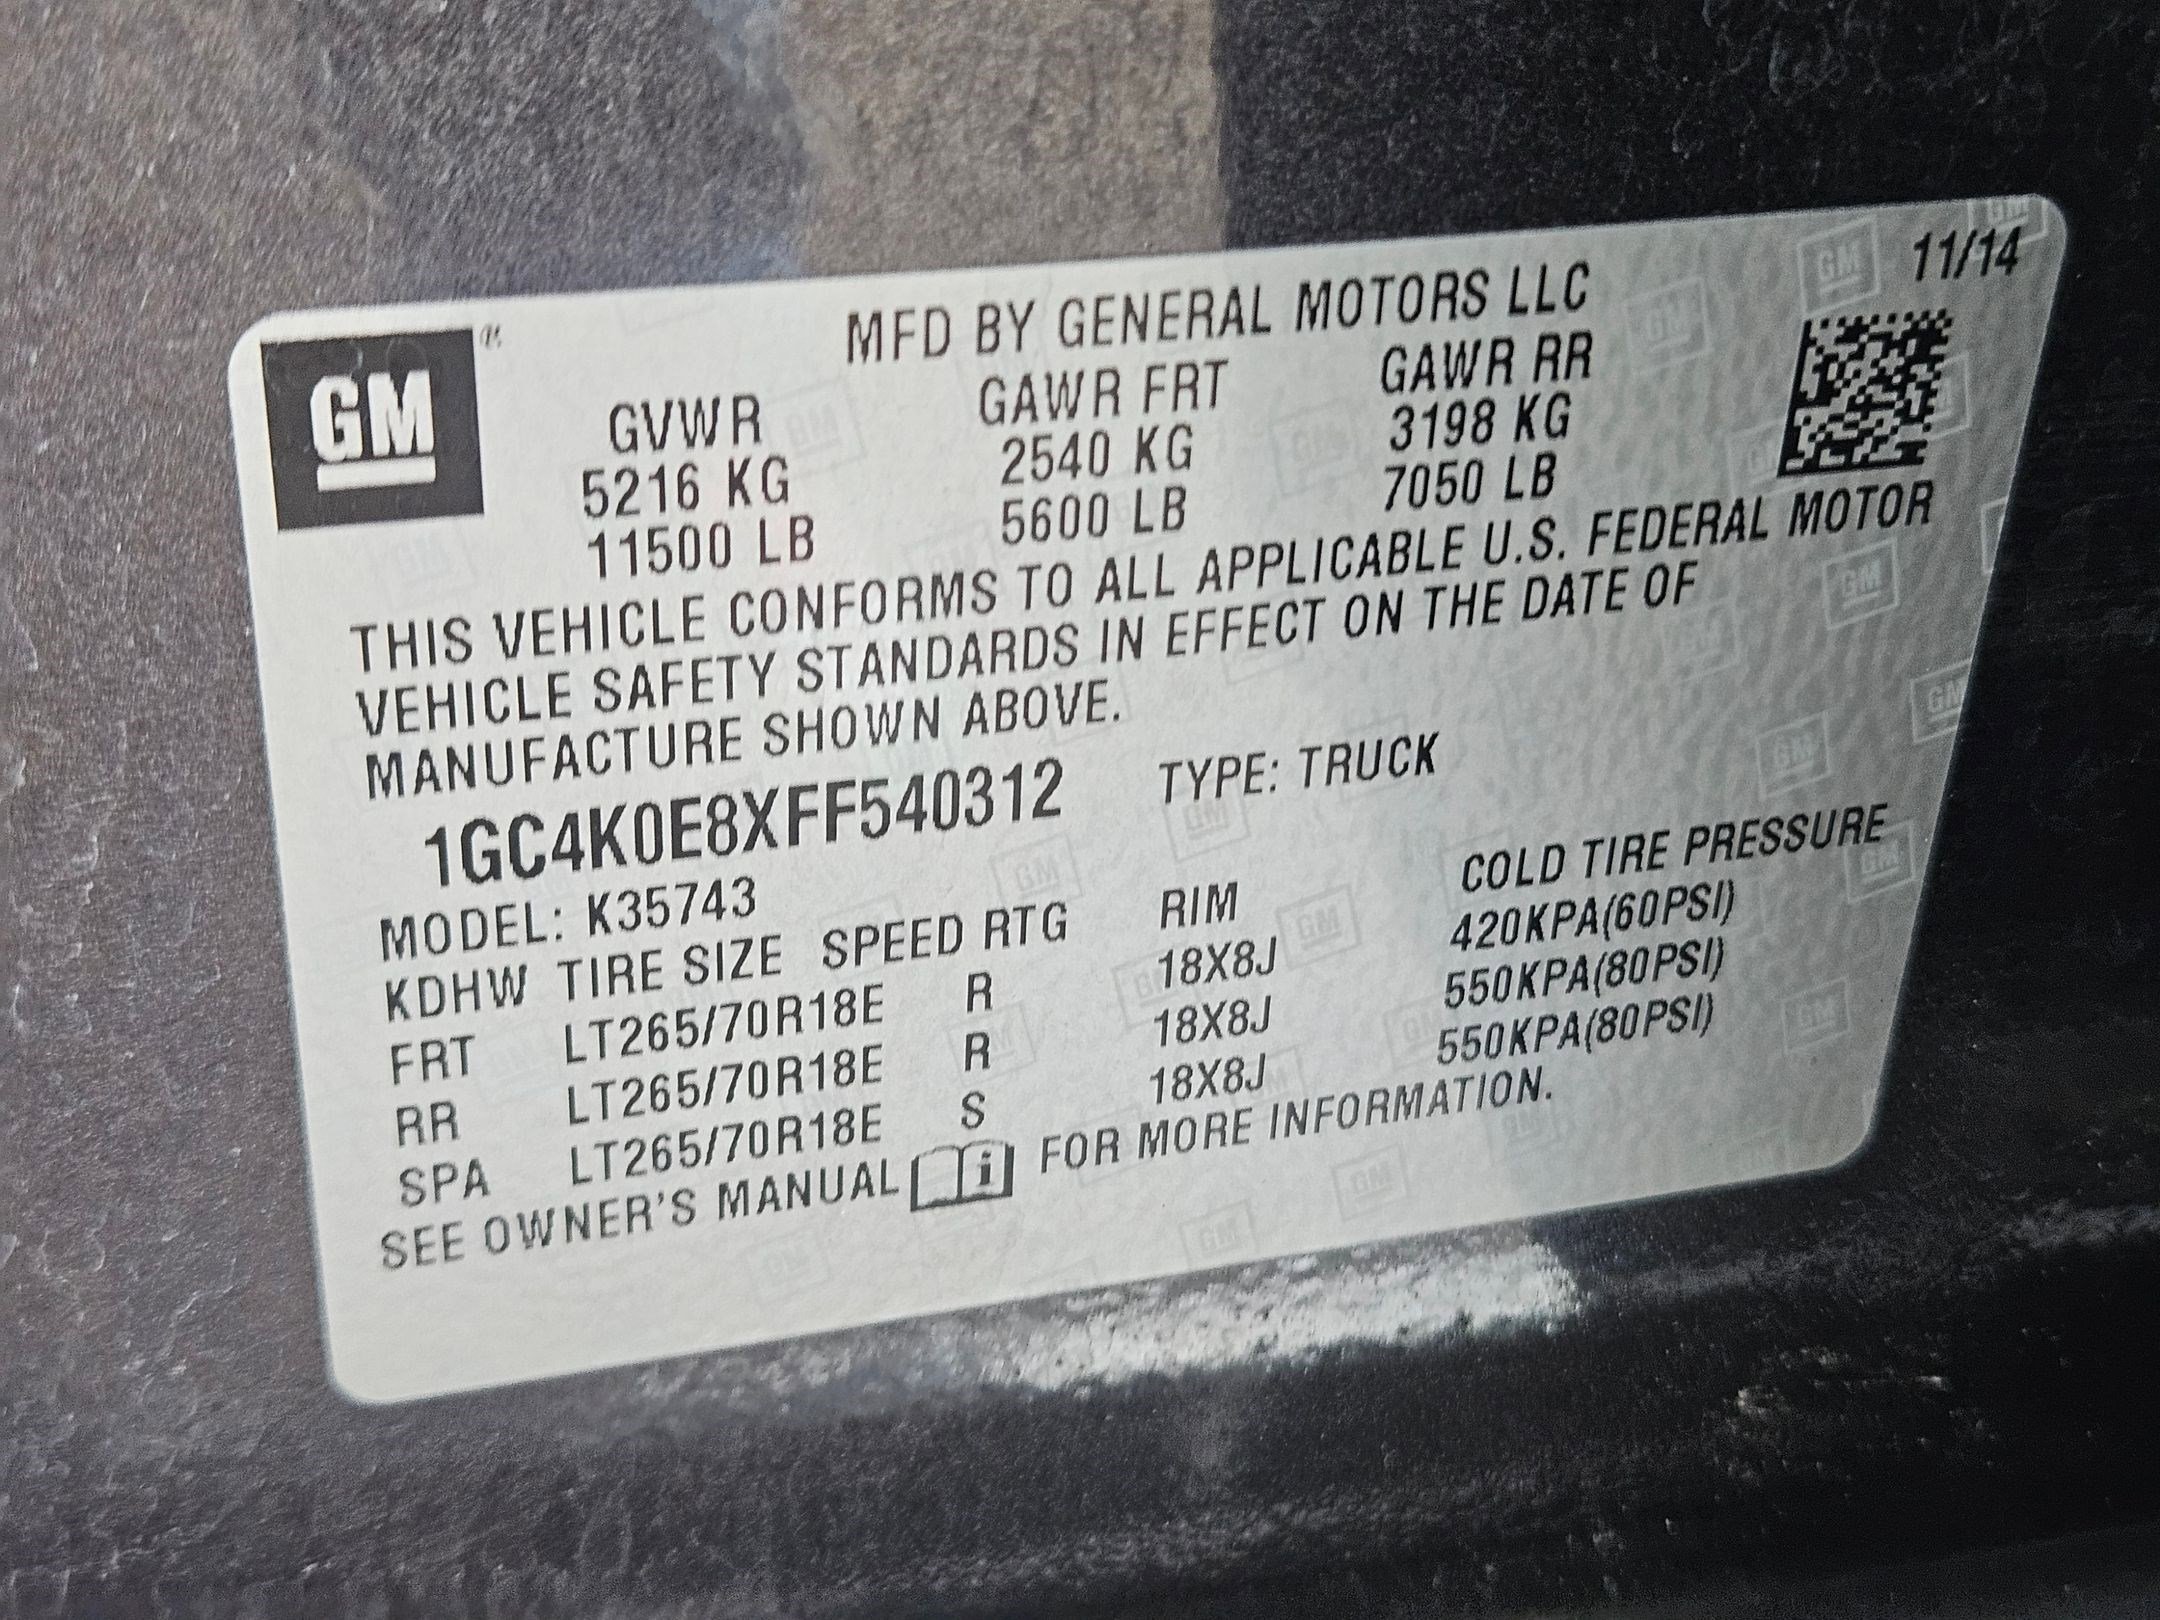 GM ®
MFD BY GENERAL MOTORS LLC 11/14
GVWR GAWR FRT GAWR RR
5216 KG 2540 KG 3198 KG
11500 LB 5600 LB 7050 LB
THIS VEHICLE CONFORMS TO ALL APPLICABLE U.S. FEDERAL MOTOR
VEHICLE SAFETY STANDARDS IN EFFECT ON THE DATE OF
MANUFACTURE SHOWN ABOVE.
1GC4K0E8XFF540312 TYPE: TRUCK
MODEL: K35743
KDHW TIRE SIZE SPEED RTG RIM COLD TIRE PRESSURE
FRT LT265/70R18E R 18X8J 420KPA(60PSI)
RR LT265/70R18E R 18X8J 550KPA(80PSI)
SPA LT265/70R18E S 18X8J 550KPA(80PSI)
SEE OWNER'S MANUAL i FOR MORE INFORMATION.